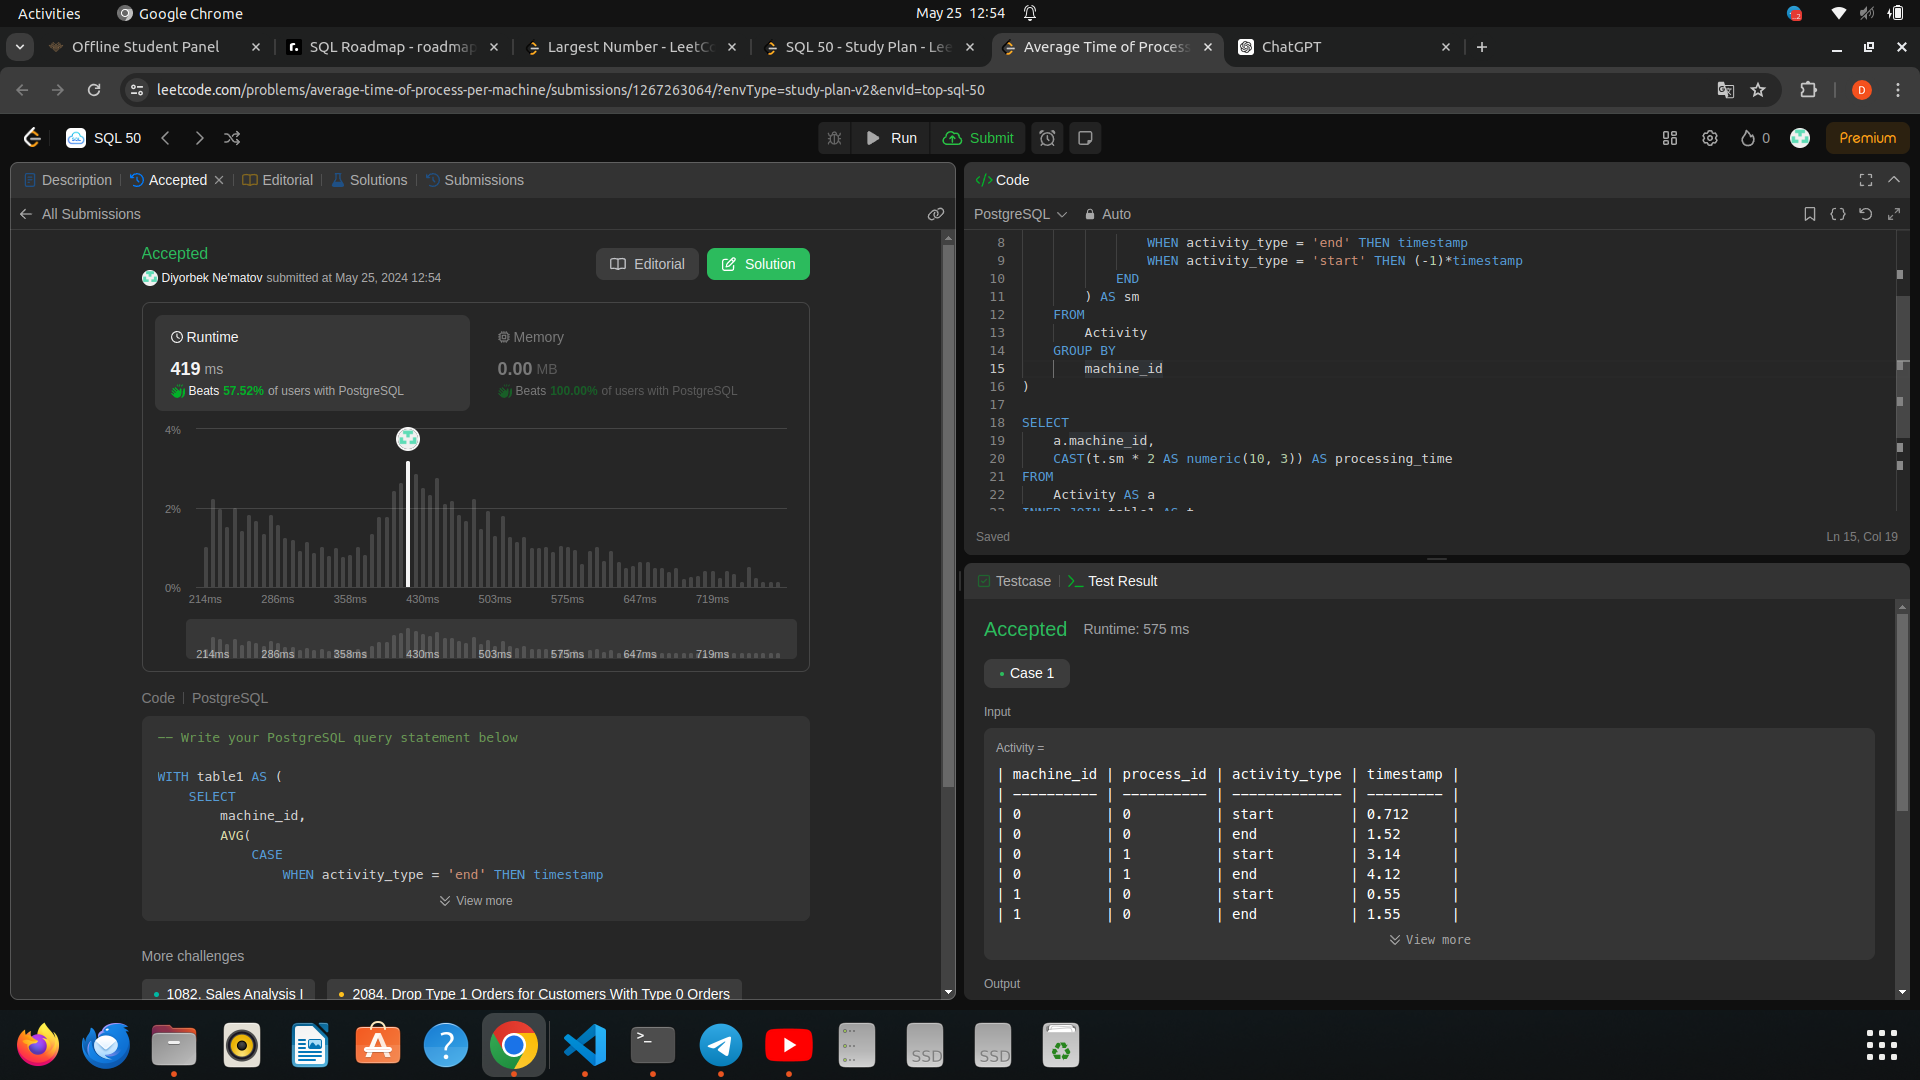 Activities
Google Chrome
May 25 12:54
Offline Student Panel
SQL Roadmap - roadmap
Largest Number - LeetCo
SQL 50 - Study Plan - Lee
Average Time of Process
ChatGPT
leetcode.com/problems/average-time-of-process-per-machine/submissions/1267263064/?envType=study-plan-v2&envId=top-sql-50
D
SQL 50
Run
Submit
0
Premium
Description
Accepted
Editorial
Solutions
Submissions
All Submissions
Accepted
Diyorbek Ne'matov submitted at May 25, 2024 12:54
Editorial
Solution
Runtime
419 ms
Beats 57.52% of users with PostgreSQL
Memory
0.00 MB
Beats 100.00% of users with PostgreSQL
4%
2%
0%
214ms 286ms 358ms 430ms 503ms 575ms 647ms 719ms
214ms 286ms 358ms 430ms 503ms 575ms 647ms 719ms
Code | PostgreSQL
-- Write your PostgreSQL query statement below
WITH table1 AS (
SELECT
machine_id,
AVG(
CASE
WHEN activity_type = 'end' THEN timestamp
View more
More challenges
1082. Sales Analysis I
2084. Drop Type 1 Orders for Customers With Type 0 Orders
Code
PostgreSQL
Auto
8 WHEN activity_type = 'end' THEN timestamp
9 WHEN activity_type = 'start' THEN (-1)*timestamp
10 END
11 ) AS sm
12 FROM
13 Activity
14 GROUP BY
15 machine_id
16 )
17
18 SELECT
19 a.machine_id,
20 CAST(t.sm * 2 AS numeric(10, 3)) AS processing_time
21 FROM
22 Activity AS a
23 INNER JOIN table1 AS t
Saved
Ln 15, Col 19
Testcase
Test Result
Accepted
Runtime: 575 ms
Case 1
Input
Activity =
| machine_id | process_id | activity_type | timestamp |
| ---------- | ---------- | ------------- | --------- |
| 0 | 0 | start | 0.712 |
| 0 | 0 | end | 1.52 |
| 0 | 1 | start | 3.14 |
| 0 | 1 | end | 4.12 |
| 1 | 0 | start | 0.55 |
| 1 | 0 | end | 1.55 |
View more
Output
SSD
SSD